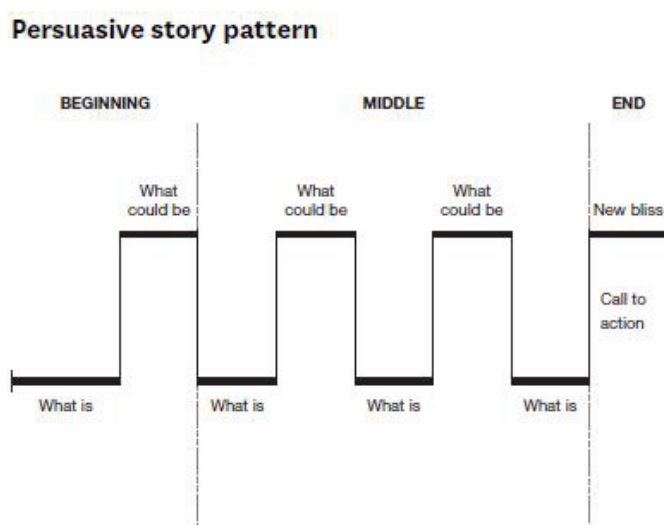 Persuasive story pattern
BEGINNING
MIDDLE
END
What
could be
What
could be
What
could be
New bliss
Call to
action
What is
What is
What is
What is